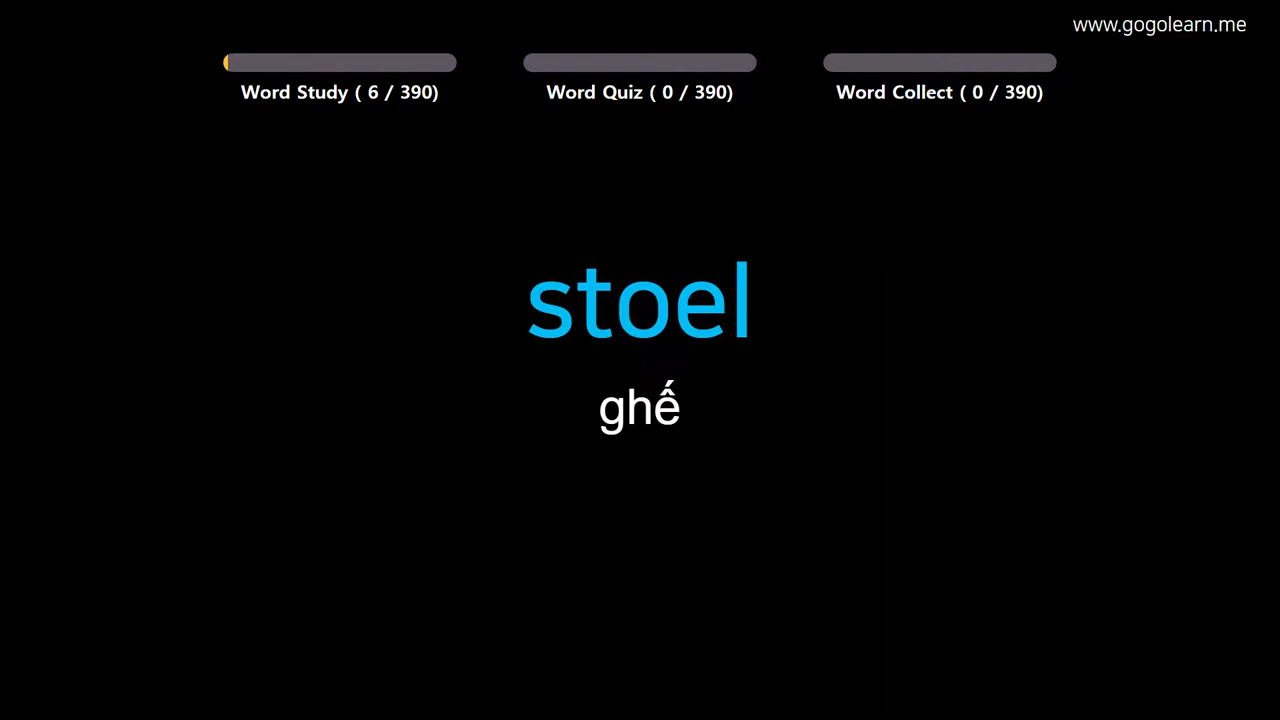 www.gogolearn.me
Word Study ( 6 / 390)
Word Quiz ( 0 / 390)
Word Collect ( 0 / 390)
stoel
ghế